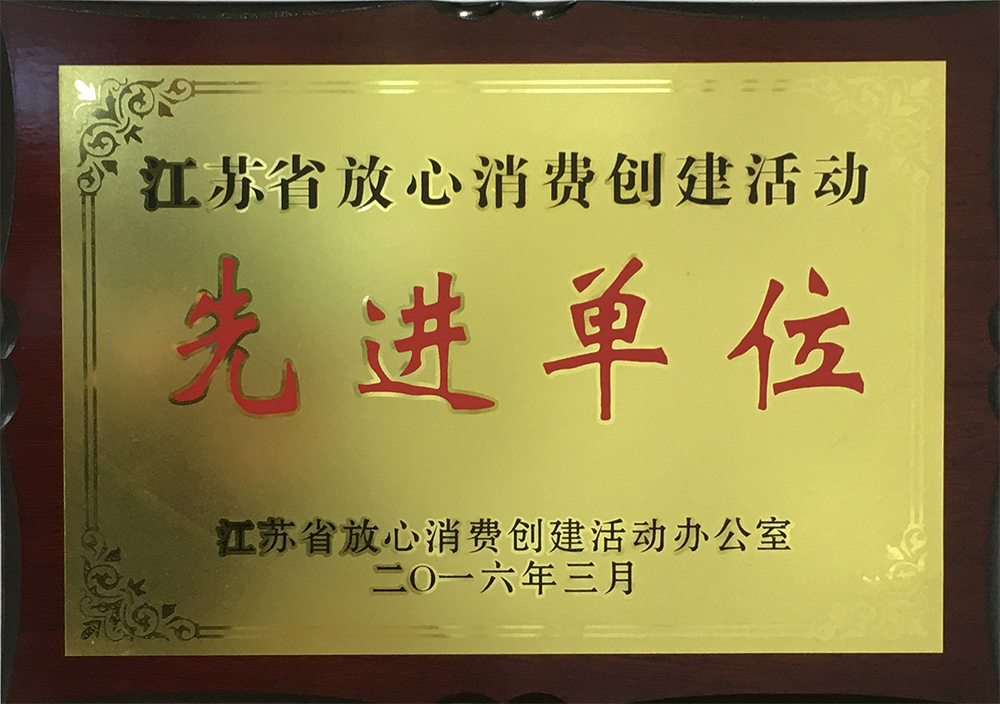 江苏省放心消费创建活动
先进单位
江苏省放心消费创建活动办公室
二〇一六年三月